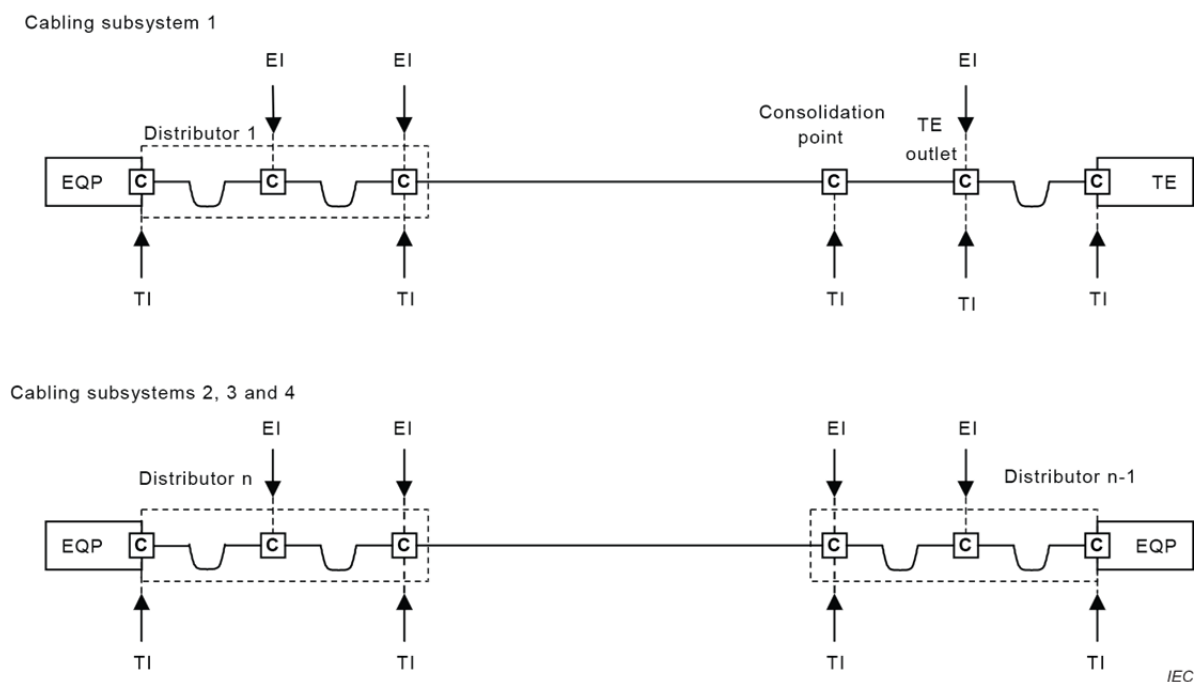 Cabling subsystem 1
EI EI EI
Consolidation point
TE outlet
Distributor 1
EQP C C C C C C TE
TI TI TI TI TI
Cabling subsystems 2, 3 and 4
EI EI EI EI
Distributor n Distributor n-1
EQP C C C C C C EQP
TI TI TI TI
IEC